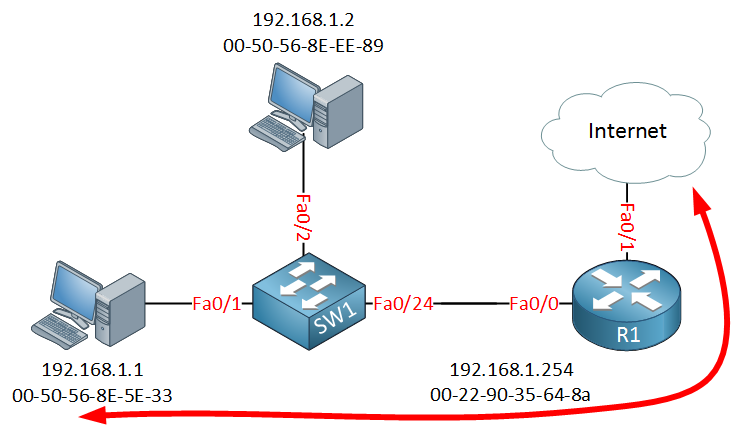 192.168.1.2
00-50-56-8E-EE-89
Internet
Fa0/2
Fa0/1
Fa0/1
SW1
Fa0/24
Fa0/0
R1
192.168.1.1
00-50-56-8E-5E-33
192.168.1.254
00-22-90-35-64-8a